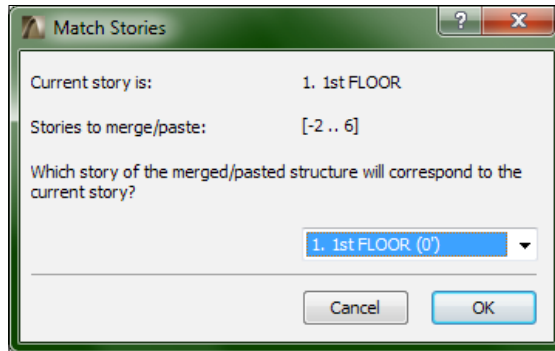 Match Stories
?
X
Current story is: 1. 1st FLOOR
Stories to merge/paste: [-2 .. 6]
Which story of the merged/pasted structure will correspond to the
current story?
1. 1st FLOOR (0')
Cancel OK